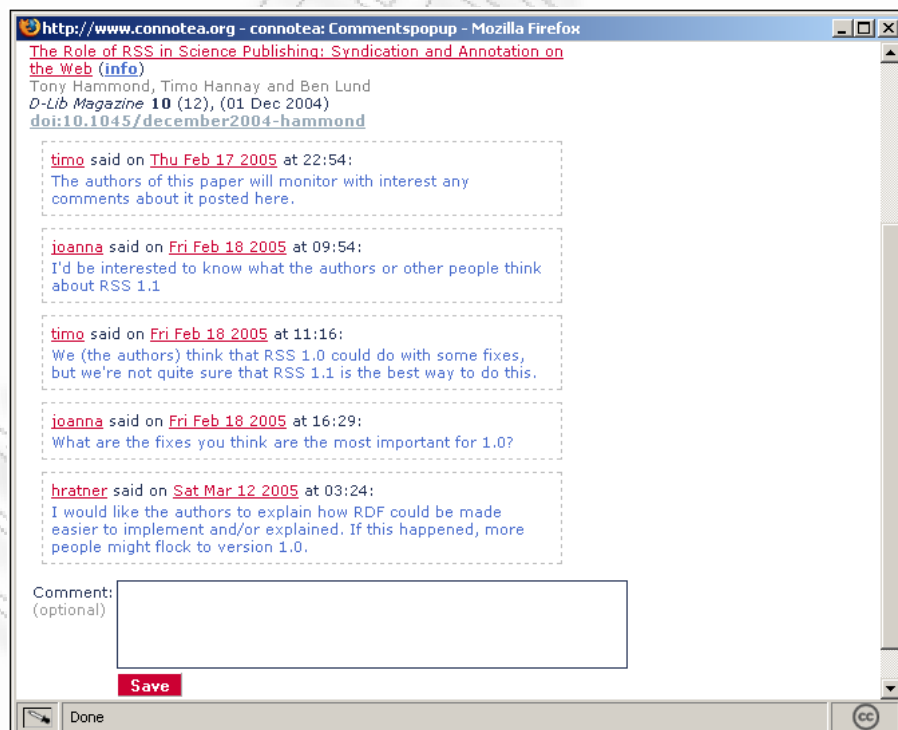 http://www.connotea.org - connotea: Commentspopup - Mozilla Firefox
The Role of RSS in Science Publishing: Syndication and Annotation on
the Web (info)
Tony Hammond, Timo Hannay and Ben Lund
D-Lib Magazine 10 (12), (01 Dec 2004)
doi:10.1045/december2004-hammond
timo said on Thu Feb 17 2005 at 22:54:
The authors of this paper will monitor with interest any
comments about it posted here.
joanna said on Fri Feb 18 2005 at 09:54:
I'd be interested to know what the authors or other people think
about RSS 1.1
timo said on Fri Feb 18 2005 at 11:16:
We (the authors) think that RSS 1.0 could do with some fixes,
but we're not quite sure that RSS 1.1 is the best way to do this.
joanna said on Fri Feb 18 2005 at 16:29:
What are the fixes you think are the most important for 1.0?
hratner said on Sat Mar 12 2005 at 03:24:
I would like the authors to explain how RDF could be made
easier to implement and/or explained. If this happened, more
people might flock to version 1.0.
Comment:
(optional)
Save
Done
cc